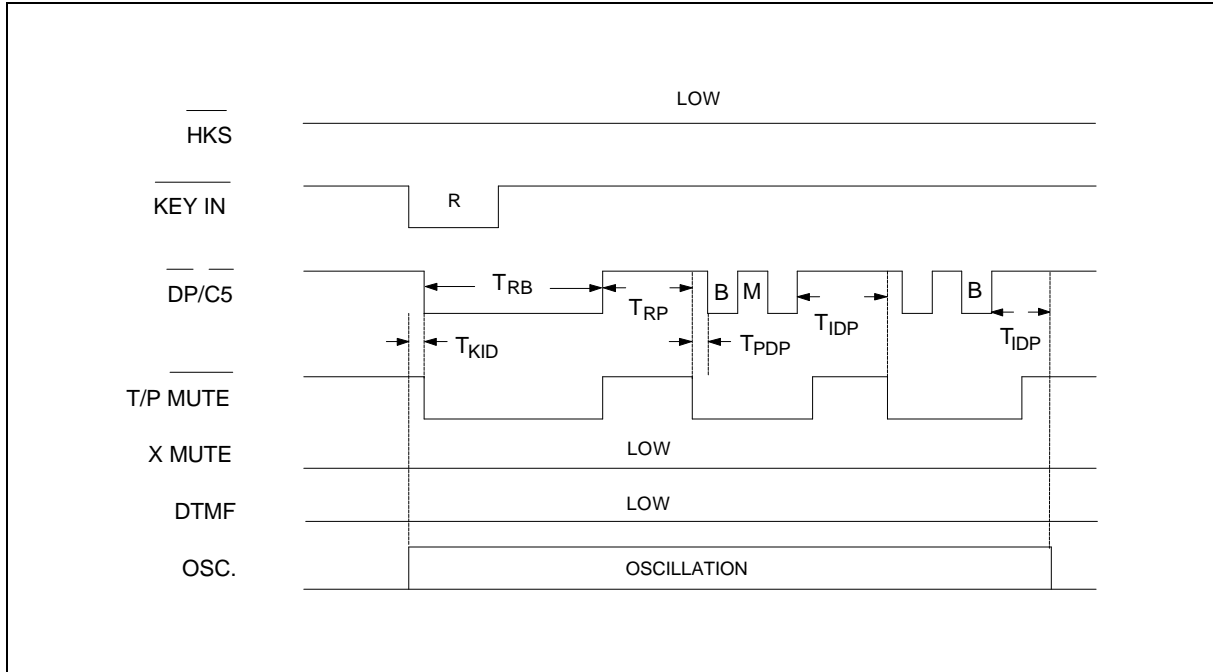 LOW
HKS
KEY IN
R
DP/C5
TRB
TRP
B M
TIDP
B
TKID
TPDP
TIDP
T/P MUTE
X MUTE
LOW
DTMF
LOW
OSC.
OSCILLATION